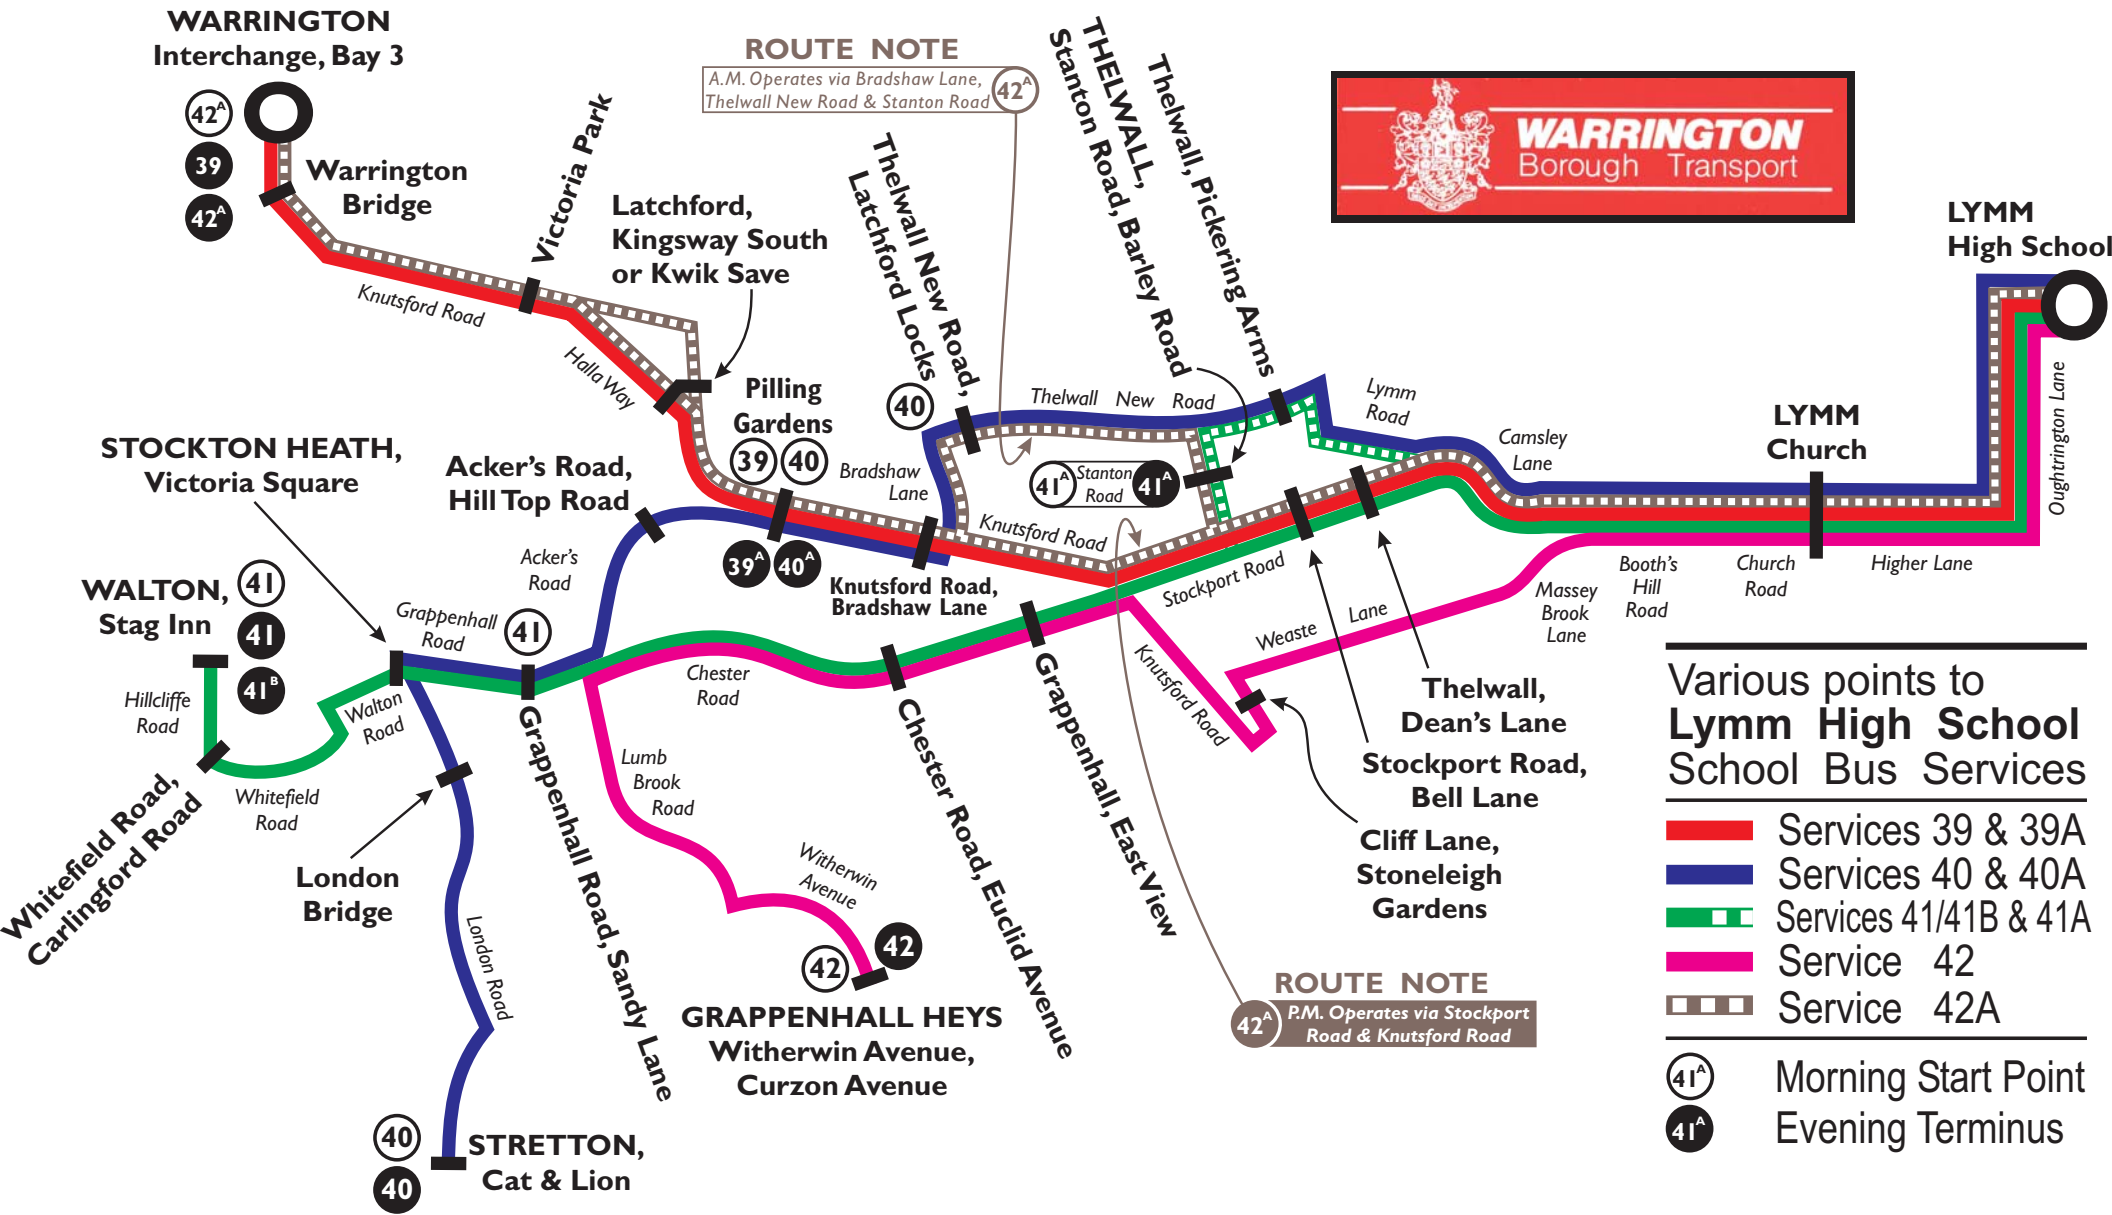 WARRINGTON
Interchange, Bay 3
42A
39
42A
Warrington
Bridge
Knutsford Road
Victoria Park
Halla Way
Latchford,
Kingsway South
or Kwik Save
ROUTE NOTE
A.M. Operates via Bradshaw Lane,
Thelwall New Road & Stanton Road
42A
Thelwall New Road,
Latchford Locks
THELWALL,
Stanton Road, Barley Road
Thelwall, Pickering Arms
WARRINGTON
Borough Transport
LYMM
High School
Pilling
Gardens
39
40
40
Thelwall New Road
Lymm
Road
Camsley
Lane
LYMM
Church
Oughtrington Lane
STOCKTON HEATH,
Victoria Square
Acker's Road,
Hill Top Road
Bradshaw
Lane
41A
Stanton
Road
41A
Knutsford Road
39A
40A
Knutsford Road,
Bradshaw Lane
Acker's
Road
WALTON,
Stag Inn
41
41
41B
Grappenhall
Road
41
Stockport Road
Booth's
Hill
Road
Church
Road
Higher Lane
Massey
Brook
Lane
Weaste Lane
Knutsford Road
Hillcliffe
Road
Walton
Road
Chester
Road
Whitefield
Road
Whitefield Road,
Carlingford Road
London
Bridge
London Road
Grappenhall Road, Sandy Lane
Lumb
Brook
Road
Witherwin
Avenue
42
42
GRAPPENHALL HEYS
Witherwin Avenue,
Curzon Avenue
Chester Road, Euclid Avenue
Grappenhall, East View
Thelwall,
Dean's Lane
Stockport Road,
Bell Lane
Cliff Lane,
Stoneleigh
Gardens
ROUTE NOTE
42A
P.M. Operates via Stockport
Road & Knutsford Road
40
40
STRETTON,
Cat & Lion
Various points to
Lymm High School
School Bus Services
Services 39 & 39A
Services 40 & 40A
Services 41/41B & 41A
Service 42
Service 42A
41A
Morning Start Point
41A
Evening Terminus